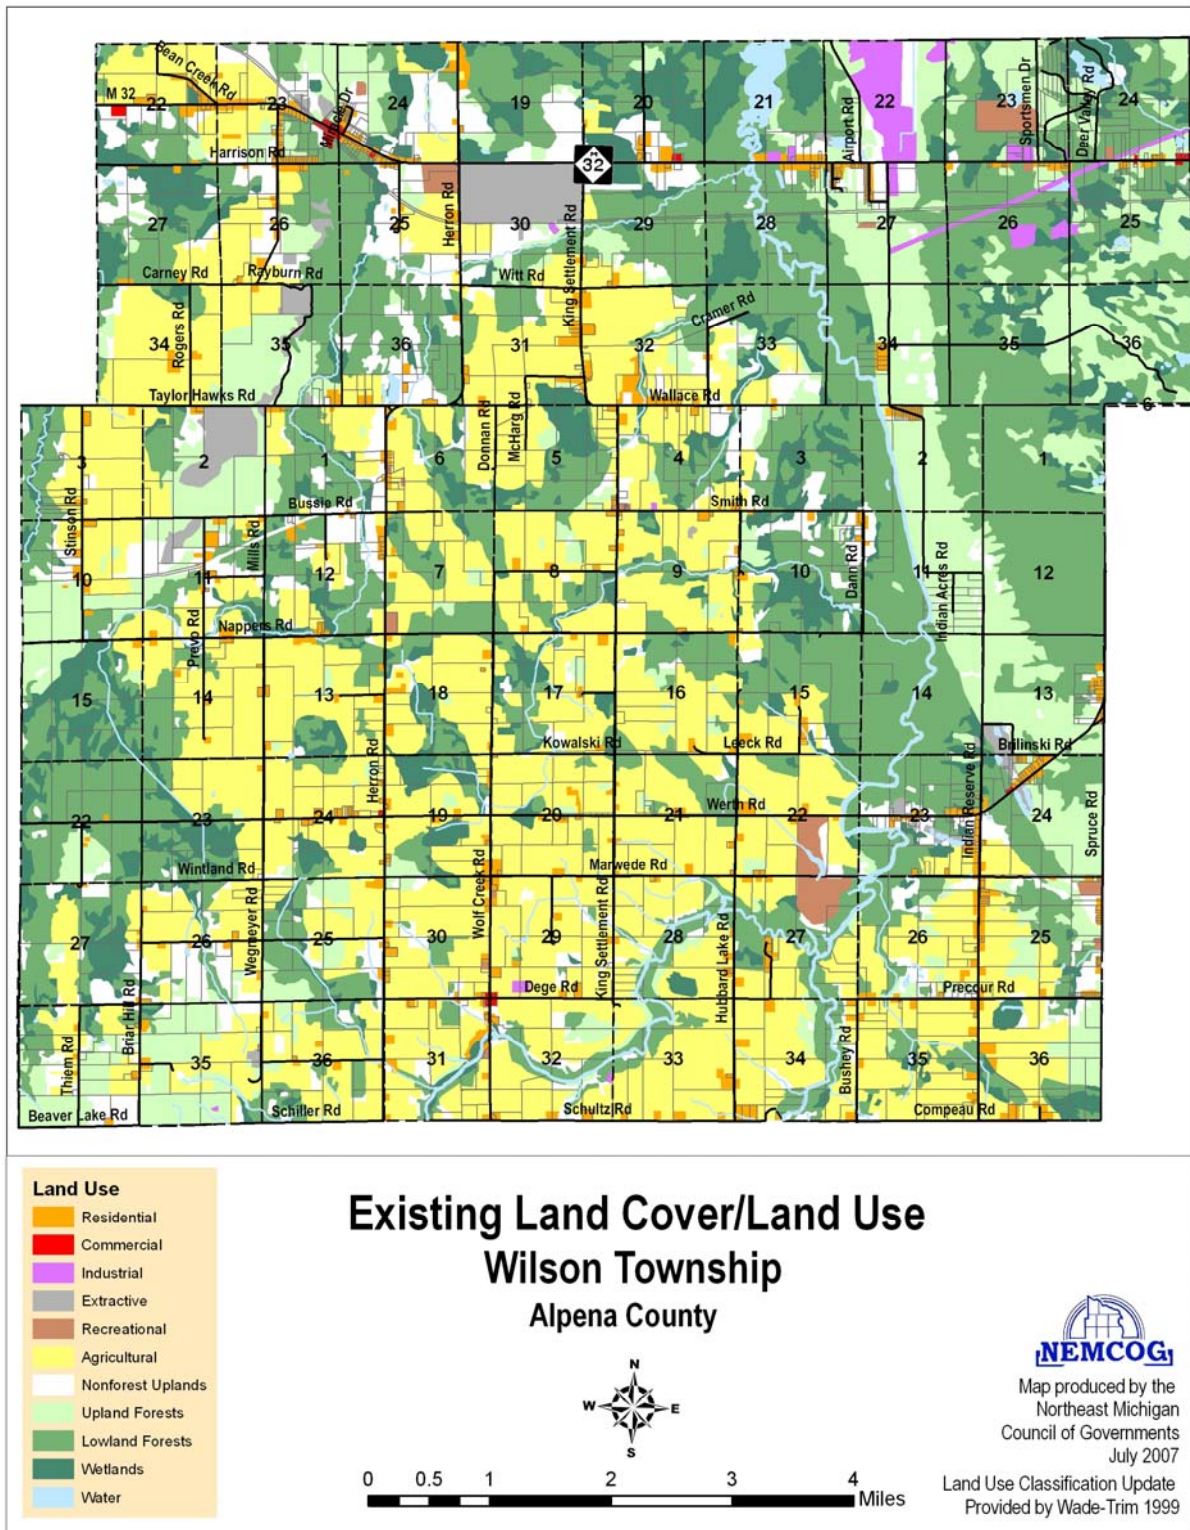 Bean Creek Rd
M 32
22
23
Miracle Dr
24
19
20
21
Airport Rd
22
23
Sportsmen Dr
Deer Valley Rd
24
Harrison Rd
M
32
27
26
25
Herron Rd
30
King Settlement Rd
29
28
27
26
25
Carney Rd
Rayburn Rd
Witt Rd
Cramer Rd
34
Rogers Rd
35
36
31
32
33
34
35
36
Taylor Hawks Rd
Wallace Rd
6
3
2
1
6
Donnan Rd
McHarg Rd
5
4
3
2
1
Stinson Rd
Bussie Rd
Smith Rd
10
11
Mills Rd
12
7
8
9
10
Dann Rd
11
Indian Acres Rd
12
Prevo Rd
Nappers Rd
15
14
13
18
17
16
15
14
13
Herron Rd
Kowalski Rd
Leeck Rd
Brilinski Rd
22
23
24
19
20
21
Werth Rd
22
23
Indian Reserve Rd
24
Spruce Rd
Wintland Rd
Wolf Creek Rd
Marwede Rd
27
26
Wegmeyer Rd
25
30
29
King Settlement Rd
28
Hubbard Lake Rd
27
26
25
Briar Hill Rd
Dege Rd
Precour Rd
Thiem Rd
35
36
31
32
33
34
Bushey Rd
35
36
Beaver Lake Rd
Schiller Rd
Schultz Rd
Compeau Rd
Land Use
Residential
Commercial
Industrial
Extractive
Recreational
Agricultural
Nonforest Uplands
Upland Forests
Lowland Forests
Wetlands
Water
Existing Land Cover/Land Use
Wilson Township
Alpena County
N
W E
S
0 0.5 1 2 3 4
Miles
NEMCOG
Map produced by the
Northeast Michigan
Council of Governments
July 2007
Land Use Classification Update
Provided by Wade-Trim 1999